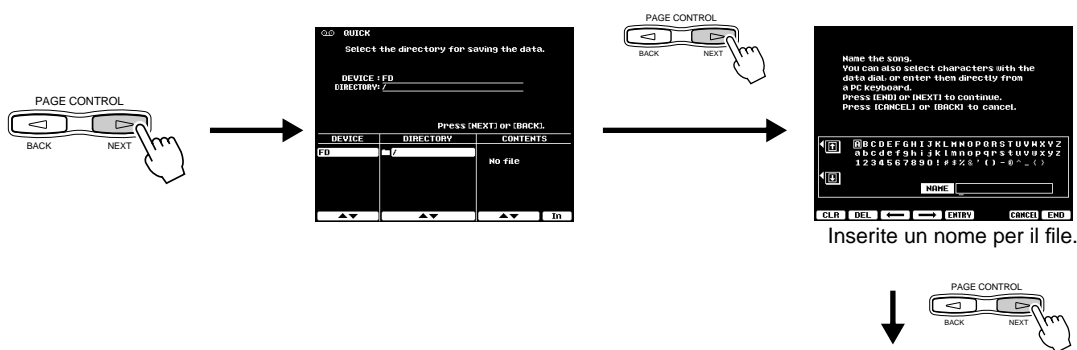 PAGE CONTROL
BACK NEXT
QUICK
Select the directory for saving the data.
DEVICE : FD
DIRECTORY: /
Press [NEXT] or [BACK].
DEVICE DIRECTORY CONTENTS
FD / No file
In
PAGE CONTROL
BACK NEXT
Name the song.
You can also select characters with the
data dial, or enter them directly from
a PC keyboard.
Press [END] or [NEXT] to continue.
Press [CANCEL] or [BACK] to cancel.
ABCDEFGHIJKLMNOPQRSTUVWXYZ
abcdefghijklmnopqrstuvwxyz
1234567890!#$%&'()-@^_{}
NAME
CLR DEL ← → ENTRY CANCEL END
Inserite un nome per il file.
PAGE CONTROL
BACK NEXT